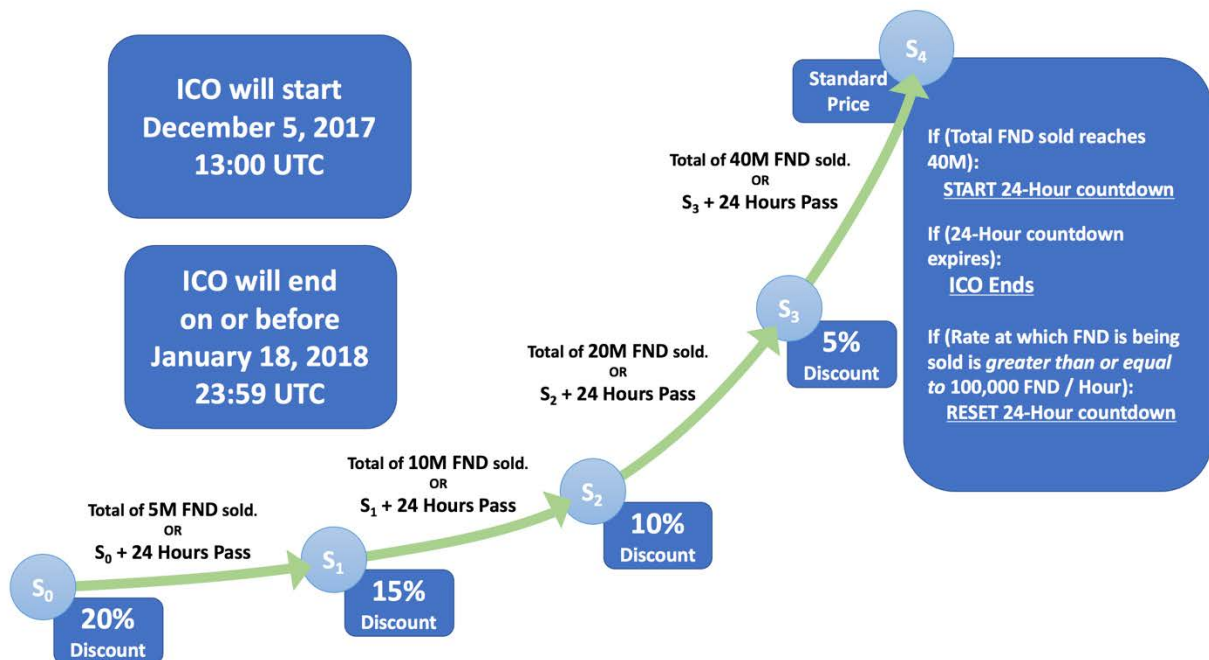 ICO will start
December 5, 2017
13:00 UTC
ICO will end
on or before
January 18, 2018
23:59 UTC
S₀
20%
Discount
Total of 5M FND sold.
OR
S₀ + 24 Hours Pass
S₁
15%
Discount
Total of 10M FND sold.
OR
S₁ + 24 Hours Pass
S₂
10%
Discount
Total of 20M FND sold.
OR
S₂ + 24 Hours Pass
S₃
5%
Discount
Total of 40M FND sold.
OR
S₃ + 24 Hours Pass
S₄
Standard
Price
If (Total FND sold reaches
40M):
START 24-Hour countdown
If (24-Hour countdown
expires):
ICO Ends
If (Rate at which FND is being
sold is greater than or equal
to 100,000 FND / Hour):
RESET 24-Hour countdown